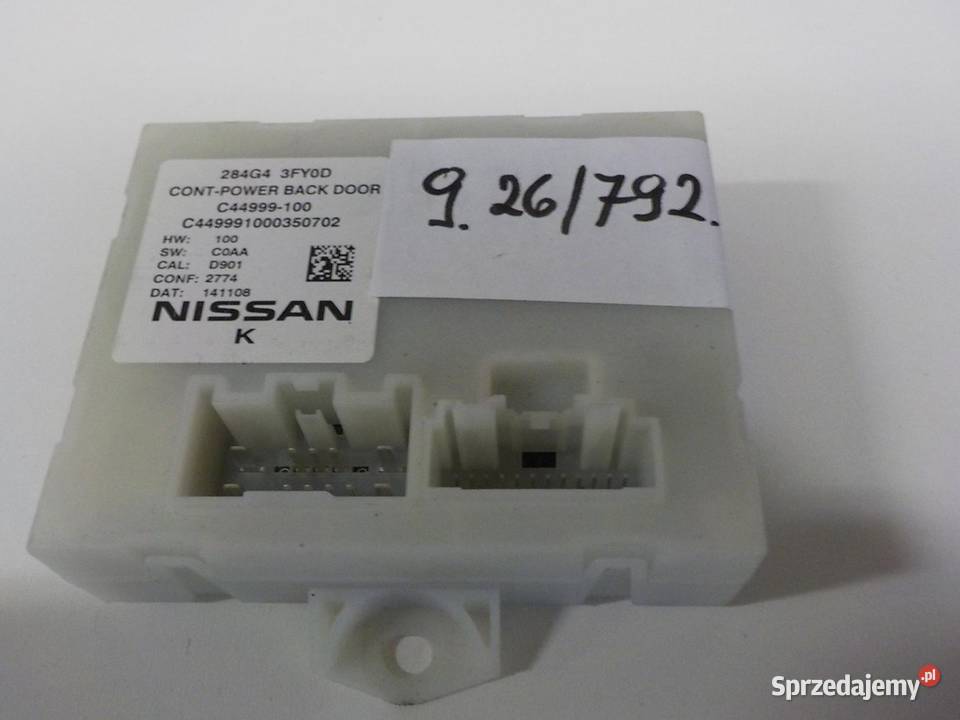 284G4 3FY0D
CONT-POWER BACK DOOR
C44999-100
C449991000350702
HW: 100
SW: C0AA
CAL: D901
CONF: 2774
DAT: 141108
NISSAN
K
9. 26/792.
Sprzedajemy.pl